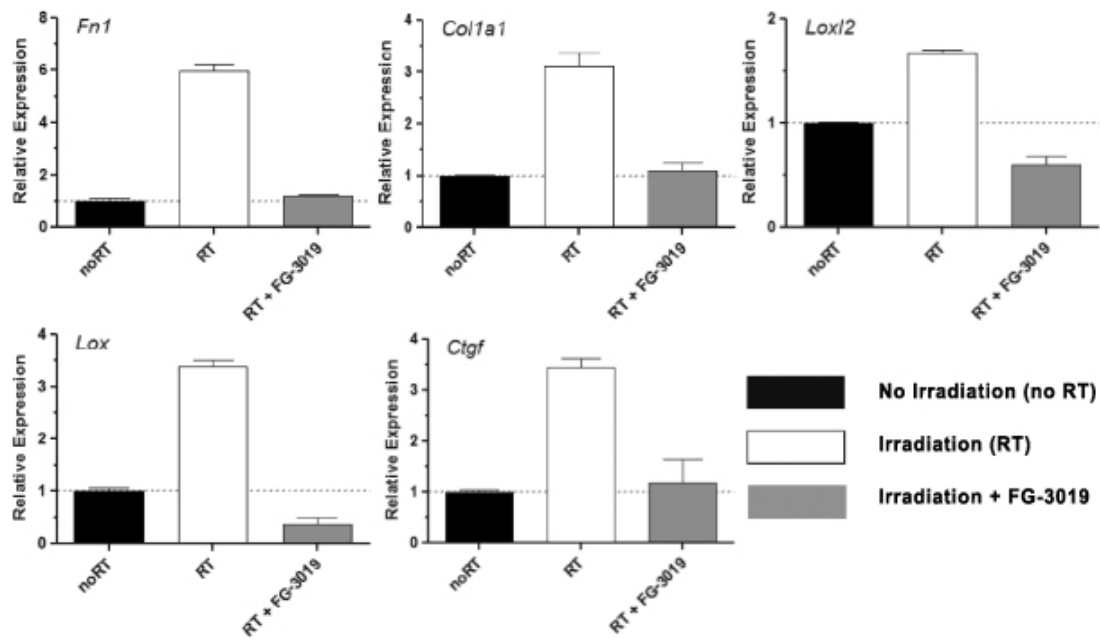 Fn1
Relative Expression
8
6
4
2
0
noRT
RT
RT + FG-3019
Col1a1
Relative Expression
4
3
2
1
0
noRT
RT
RT + FG-3019
Loxl2
Relative Expression
2
1
0
noRT
RT
RT + FG-3019
Lox
Relative Expression
4
3
2
1
0
noRT
RT
RT + FG-3019
Ctgf
Relative Expression
4
3
2
1
0
noRT
RT
RT + FG-3019
No Irradiation (no RT)
Irradiation (RT)
Irradiation + FG-3019